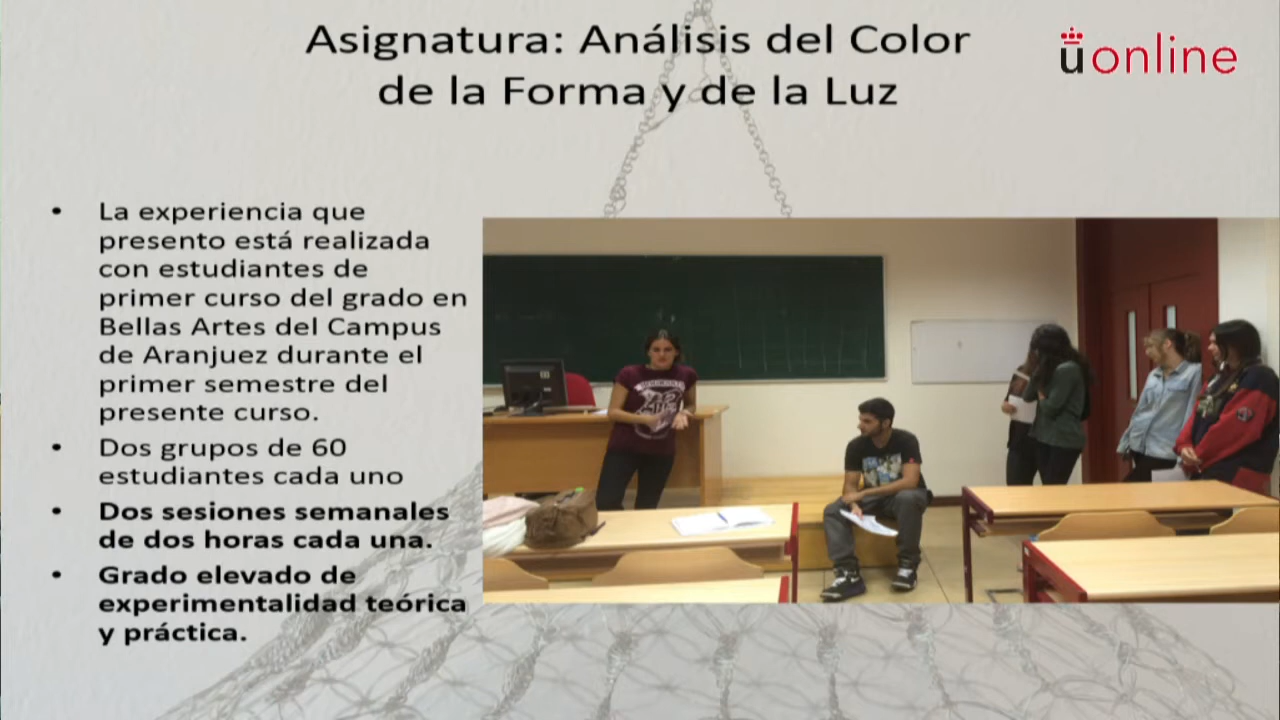 Asignatura: Análisis del Color
de la Forma y de la Luz
uonline
• La experiencia que
presento está realizada
con estudiantes de
primer curso del grado en
Bellas Artes del Campus
de Aranjuez durante el
primer semestre del
presente curso.
• Dos grupos de 60
estudiantes cada uno
• Dos sesiones semanales
de dos horas cada una.
• Grado elevado de
experimentalidad teórica
y práctica.